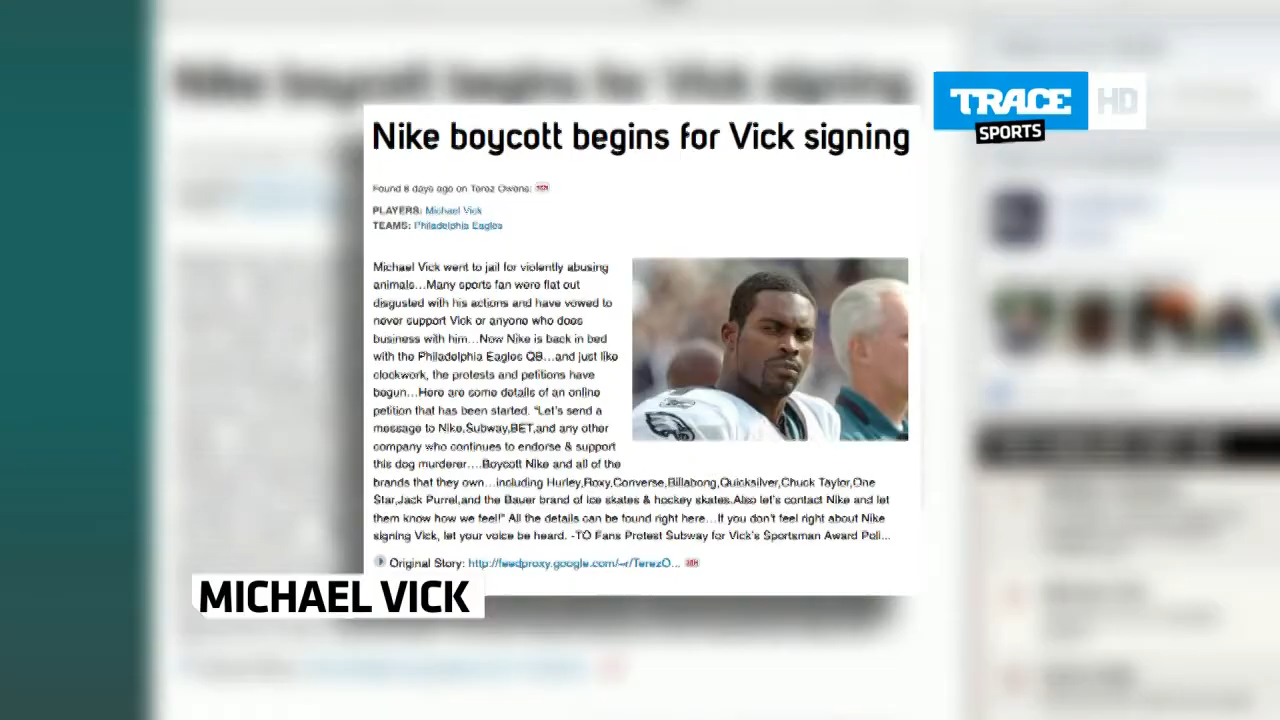 Nike boycott begins for Vick signing
TRACE HD
SPORTS
Nike boycott begins for Vick signing
Found 8 days ago on Terez Owens:
PLAYERS: Michael Vick
TEAMS: Philadelphia Eagles
Michael Vick went to jail for violently abusing
animals…Many sports fan were flat out
disgusted with his actions and have vowed to
never support Vick or anyone who does
business with him…Now Nike is back in bed
with the Philadelphia Eagles QB…and just like
clockwork, the protests and petitions have
begun…Here are some details of an online
petition that has been started. “Let’s send a
message to Nike,Subway,BET,and any other
company who continues to endorse & support
this dog murderer….Boycott Nike and all of the
brands that they own…including Hurley,Roxy,Converse,Billabong,Quicksilver,Chuck Taylor,One
Star,Jack Purrel,and the Bauer brand of ice skates & hockey skates.Also let’s contact Nike and let
them know how we feel!” All the details can be found right here…If you don’t feel right about Nike
signing Vick, let your voice be heard. -TO Fans Protest Subway for Vick’s Sportsman Award Poll...
Original Story: http://feedproxy.google.com/~r/TerezO...
MICHAEL VICK